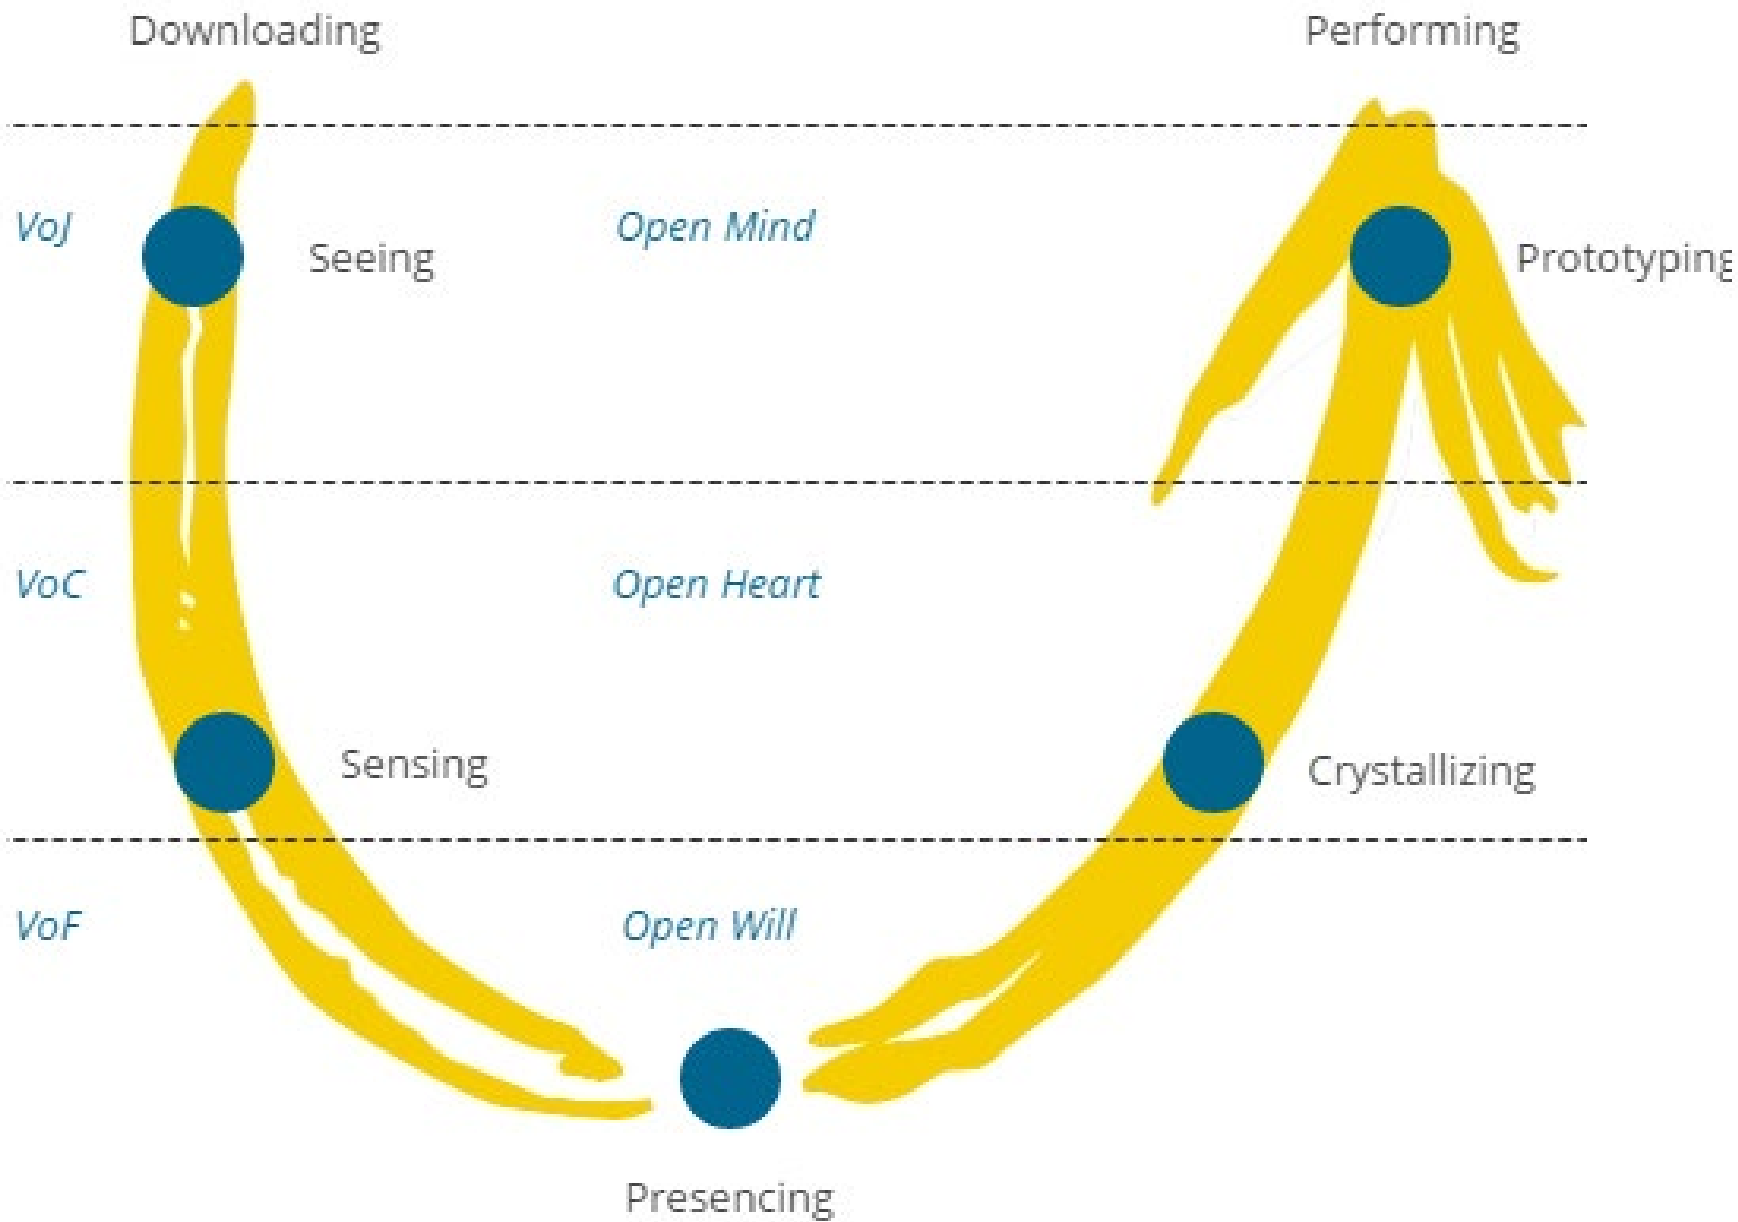 Downloading
Performing
VoJ
Open Mind
Seeing
Prototyping
VoC
Open Heart
Sensing
Crystallizing
VoF
Open Will
Presencing